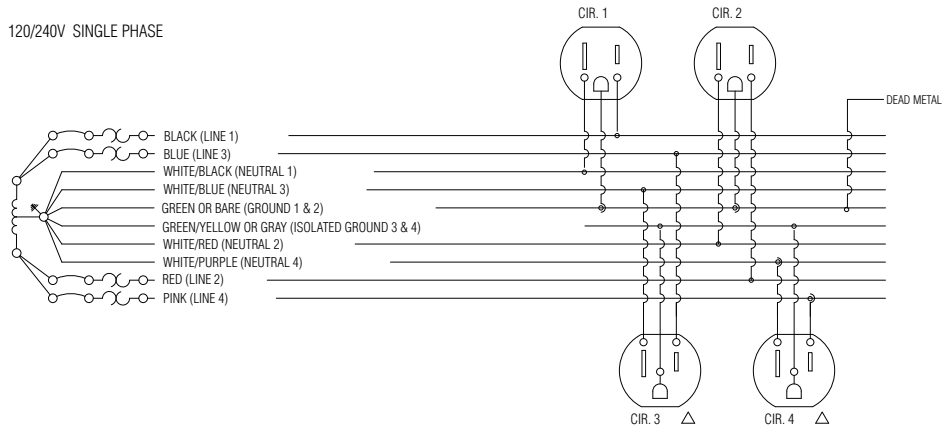 120/240V SINGLE PHASE
CIR. 1
CIR. 2
DEAD METAL
BLACK (LINE 1)
BLUE (LINE 3)
WHITE/BLACK (NEUTRAL 1)
WHITE/BLUE (NEUTRAL 3)
GREEN OR BARE (GROUND 1 & 2)
GREEN/YELLOW OR GRAY (ISOLATED GROUND 3 & 4)
WHITE/RED (NEUTRAL 2)
WHITE/PURPLE (NEUTRAL 4)
RED (LINE 2)
PINK (LINE 4)
CIR. 3
CIR. 4